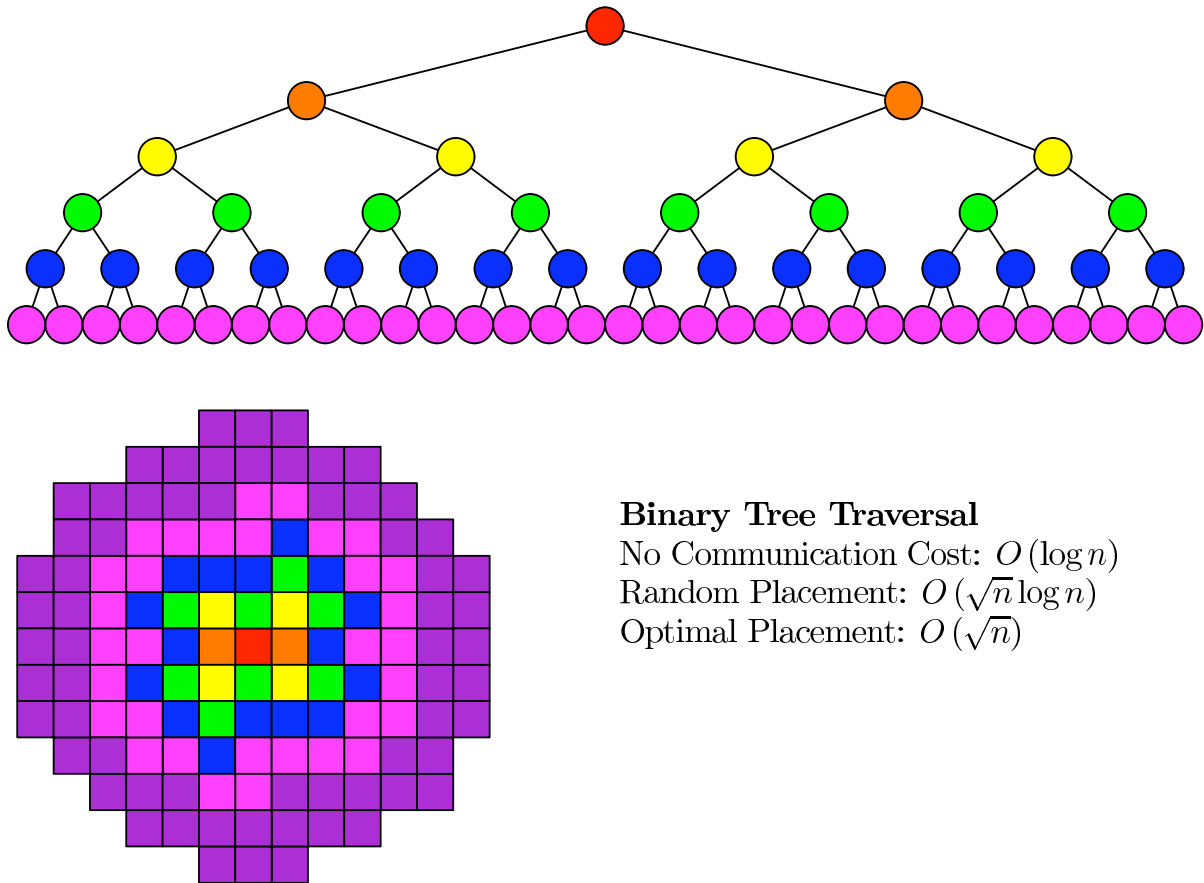 Binary Tree Traversal
No Communication Cost: O (log n)
Random Placement: O (√n log n)
Optimal Placement: O (√n)